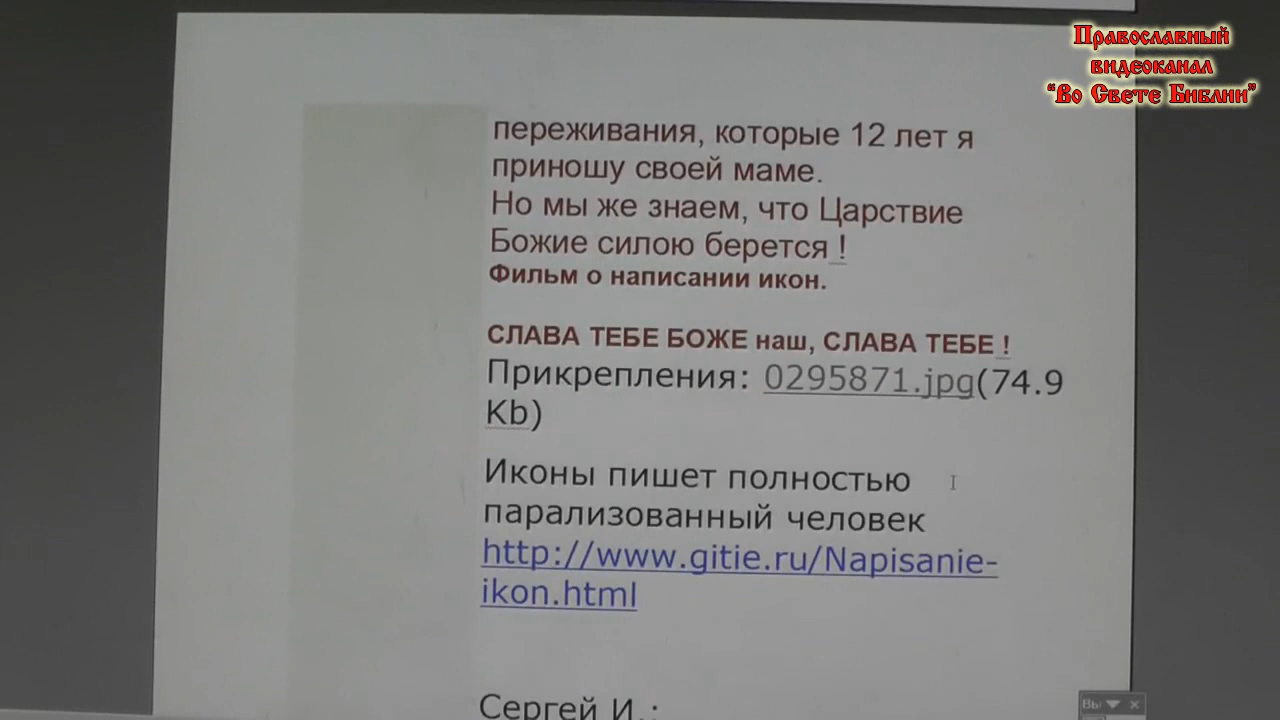 Православный
видеоканал
"Во Свете Библии"
переживания, которые 12 лет я
приношу своей маме.
Но мы же знаем, что Царствие
Божие силою берется !
Фильм о написании икон.
СЛАВА ТЕБЕ БОЖЕ наш, СЛАВА ТЕБЕ !
Прикрепления: 0295871.jpg(74.9
Kb)
Иконы пишет полностью
парализованный человек
http://www.gitie.ru/Napisanie-
ikon.html
Сергей И.:
Вы